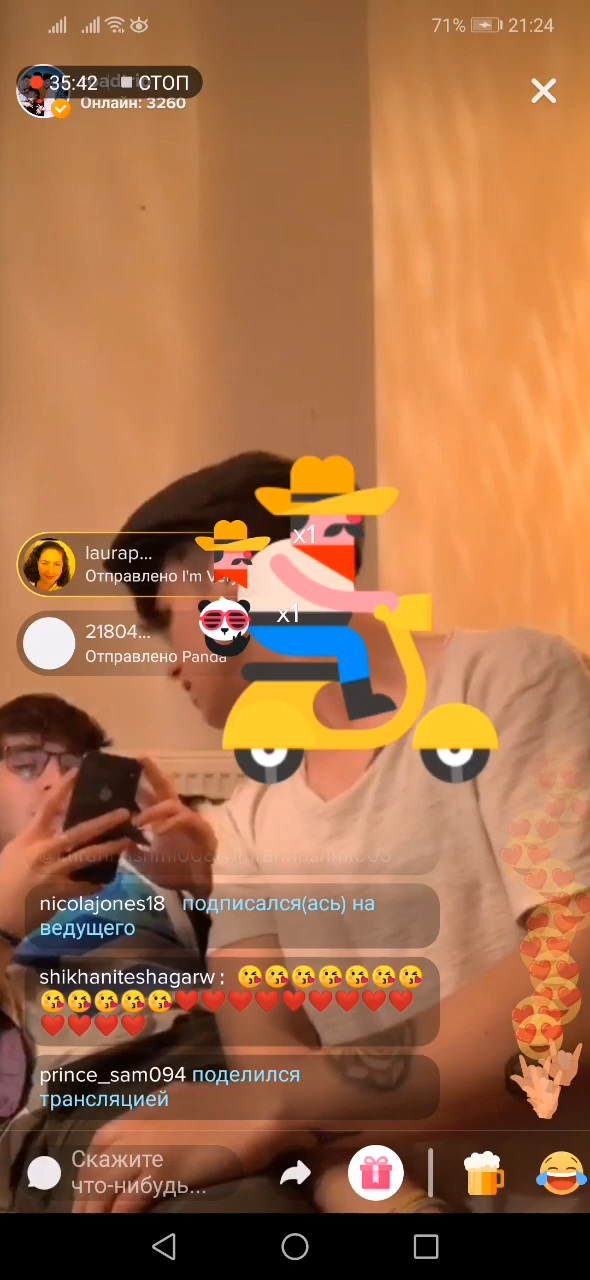 71% 21:24
35:42 СТОП
Онлайн: 3260
laurap...
Отправлено I'm V
x1
21804...
Отправлено Panda
x1
nicolajones18 подписался(ась) на
ведущего
shikhaniteshagarw : 😘😘😘😘😘😘😘
😘😘😘😘😘❤️❤️❤️❤️❤️❤️❤️❤️❤️
❤️❤️❤️❤️
prince_sam094 поделился
трансляцией
Скажите
что-нибудь...